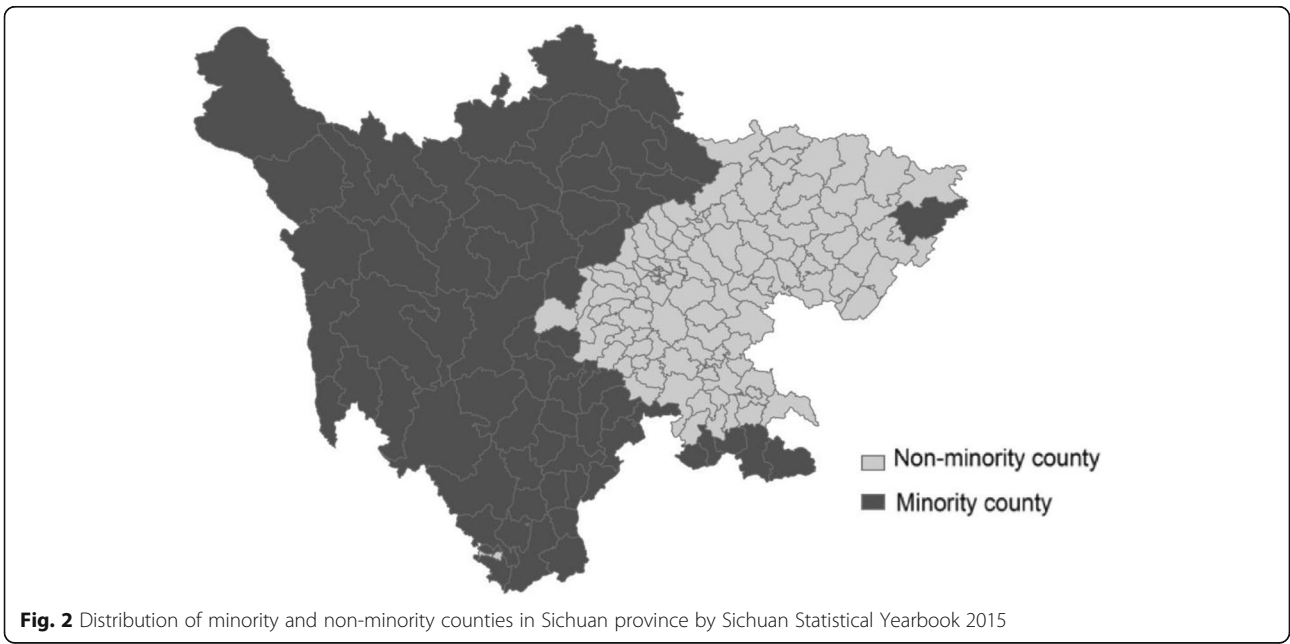 Non-minority county
Minority county
Fig. 2 Distribution of minority and non-minority counties in Sichuan province by Sichuan Statistical Yearbook 2015